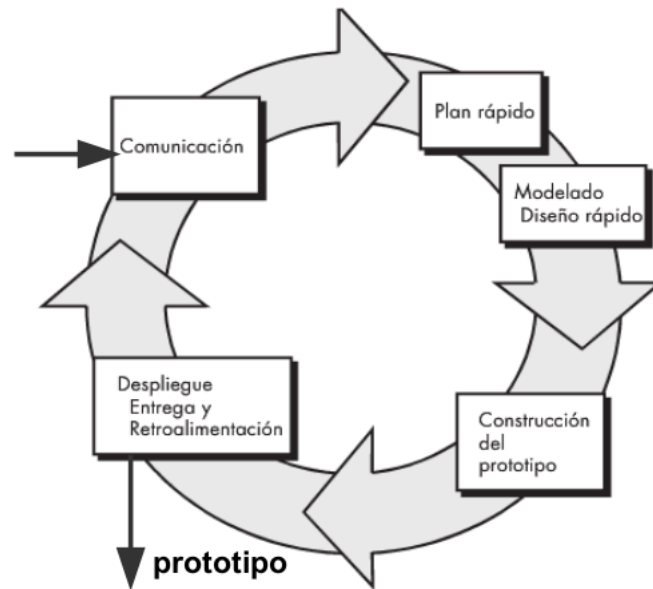 Comunicación
Plan rápido
Modelado
Diseño rápido
Construcción
del
prototipo
Despliegue
Entrega y
Retroalimentación
prototipo